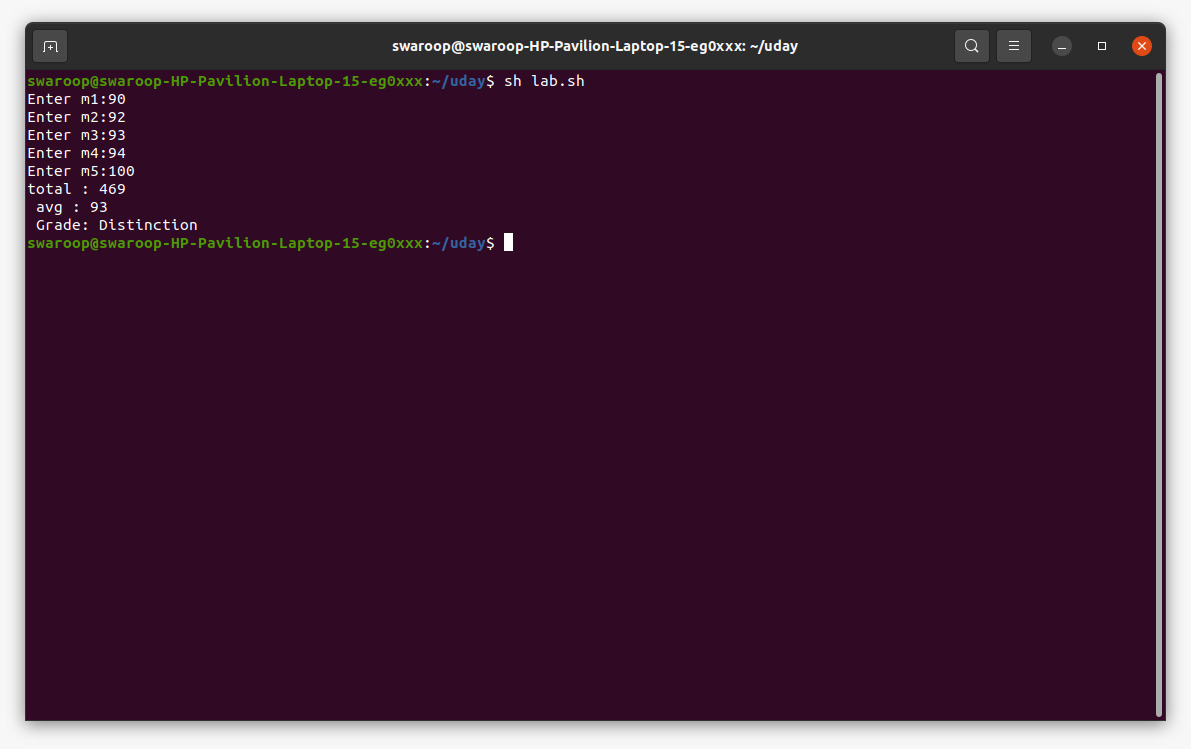 swaroop@swaroop-HP-Pavilion-Laptop-15-eg0xxx: ~/uday
swaroop@swaroop-HP-Pavilion-Laptop-15-eg0xxx:~/uday$ sh lab.sh
Enter m1:90
Enter m2:92
Enter m3:93
Enter m4:94
Enter m5:100
total : 469
 avg : 93
 Grade: Distinction
swaroop@swaroop-HP-Pavilion-Laptop-15-eg0xxx:~/uday$